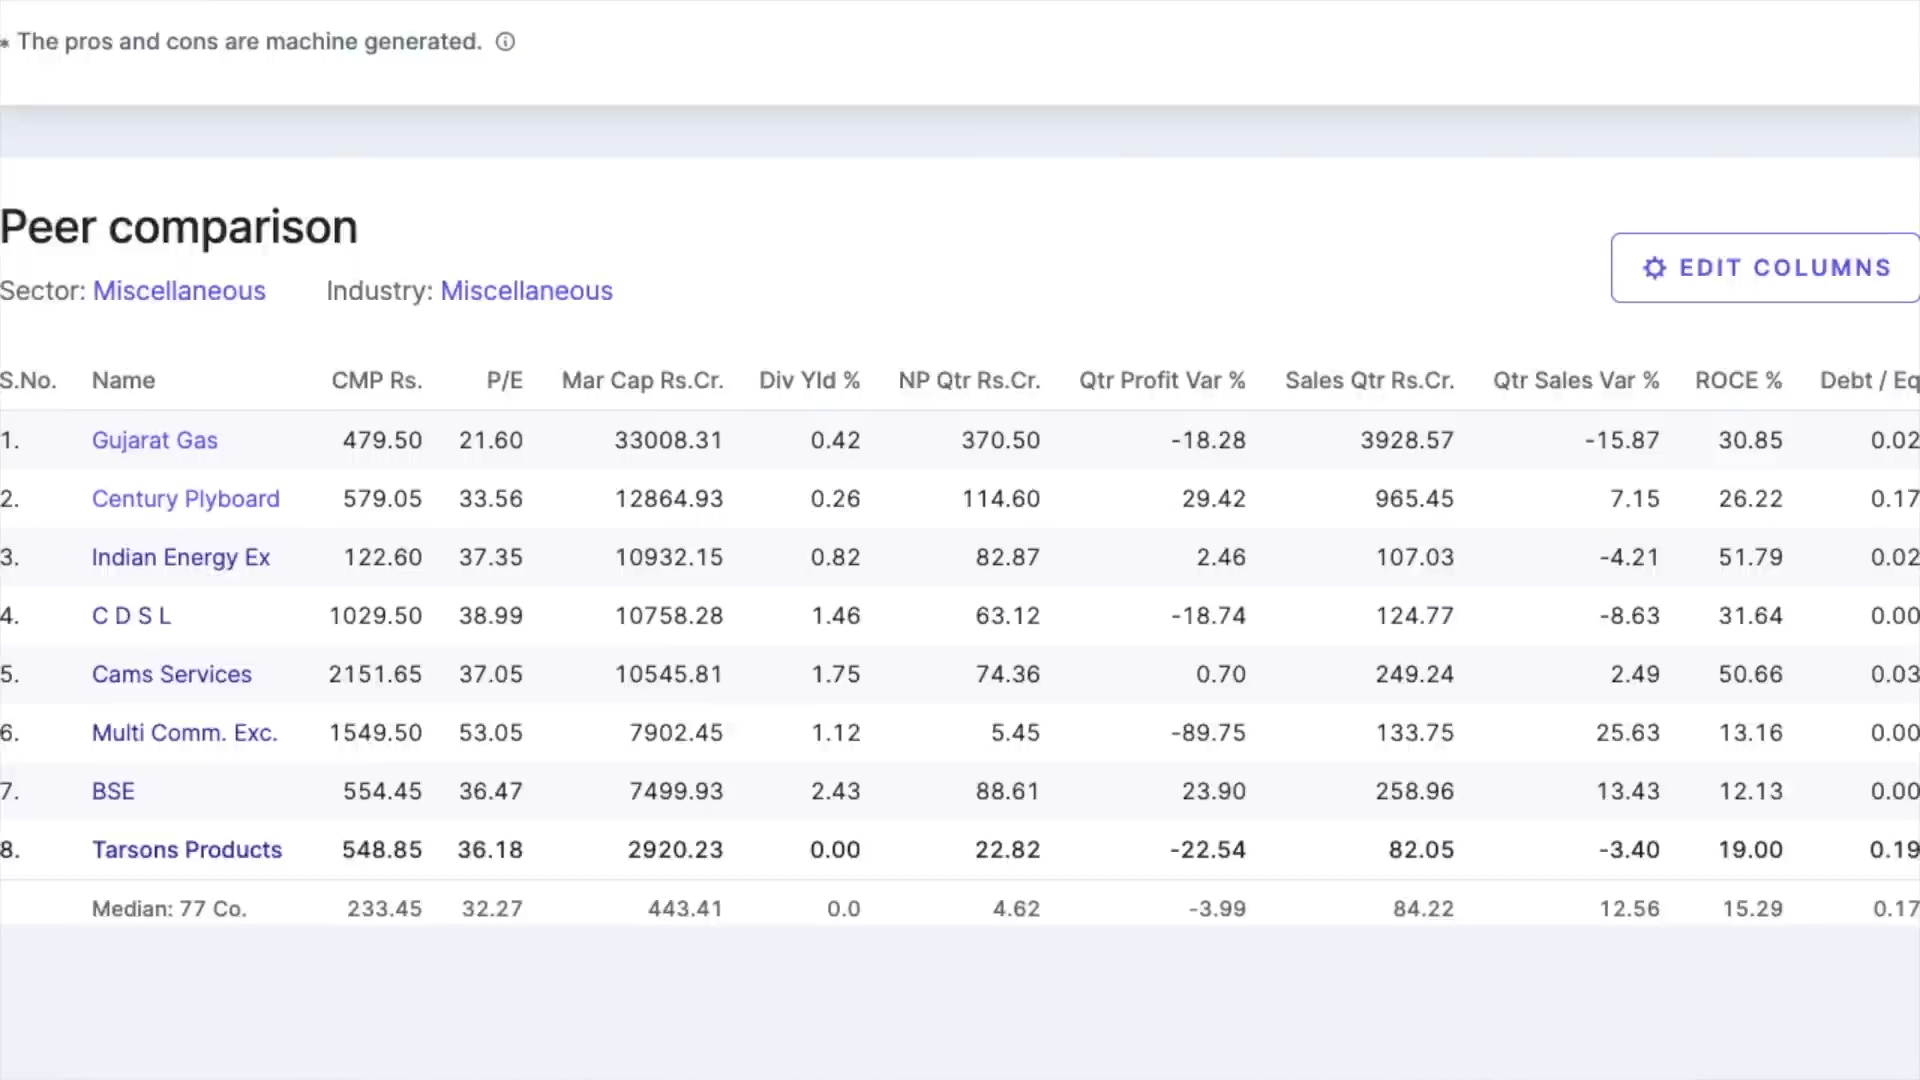 * The pros and cons are machine generated.
Peer comparison
EDIT COLUMNS
Sector: Miscellaneous Industry: Miscellaneous
S.No. Name CMP Rs. P/E Mar Cap Rs.Cr. Div Yld % NP Qtr Rs.Cr. Qtr Profit Var % Sales Qtr Rs.Cr. Qtr Sales Var % ROCE % Debt / Eq
1. Gujarat Gas 479.50 21.60 33008.31 0.42 370.50 -18.28 3928.57 -15.87 30.85 0.02
2. Century Plyboard 579.05 33.56 12864.93 0.26 114.60 29.42 965.45 7.15 26.22 0.17
3. Indian Energy Ex 122.60 37.35 10932.15 0.82 82.87 2.46 107.03 -4.21 51.79 0.02
4. C D S L 1029.50 38.99 10758.28 1.46 63.12 -18.74 124.77 -8.63 31.64 0.00
5. Cams Services 2151.65 37.05 10545.81 1.75 74.36 0.70 249.24 2.49 50.66 0.03
6. Multi Comm. Exc. 1549.50 53.05 7902.45 1.12 5.45 -89.75 133.75 25.63 13.16 0.00
7. BSE 554.45 36.47 7499.93 2.43 88.61 23.90 258.96 13.43 12.13 0.00
8. Tarsons Products 548.85 36.18 2920.23 0.00 22.82 -22.54 82.05 -3.40 19.00 0.19
Median: 77 Co. 233.45 32.27 443.41 0.0 4.62 -3.99 84.22 12.56 15.29 0.17